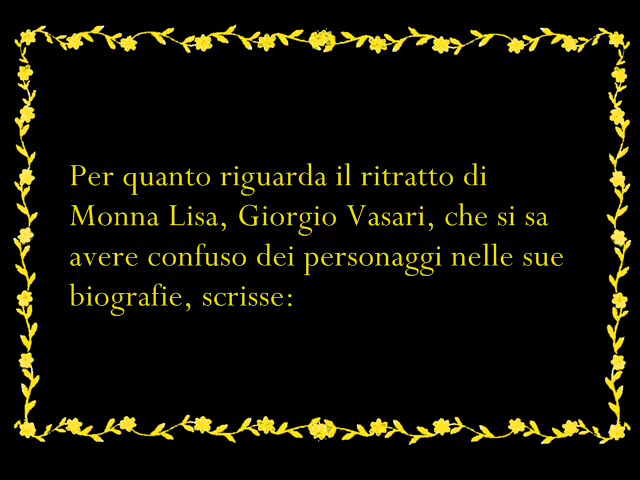 Per quanto riguarda il ritratto di
Monna Lisa, Giorgio Vasari, che si sa
avere confuso dei personaggi nelle sue
biografie, scrisse: